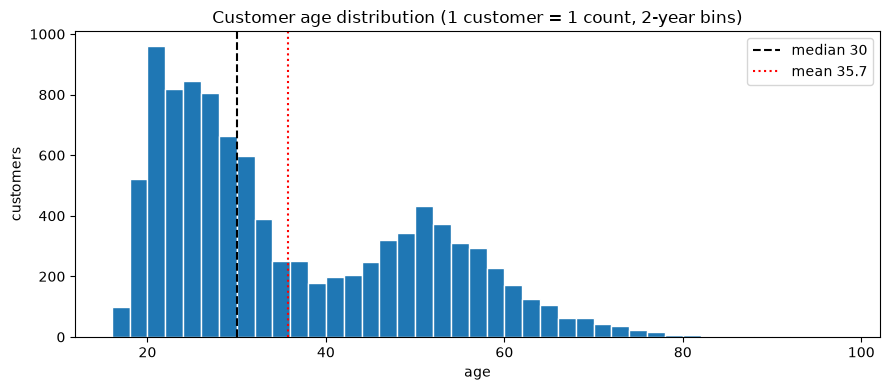 Customer age distribution (1 customer = 1 count, 2-year bins)
median 30
mean 35.7
customers
1000
800
600
400
200
0
20
40
60
80
100
age